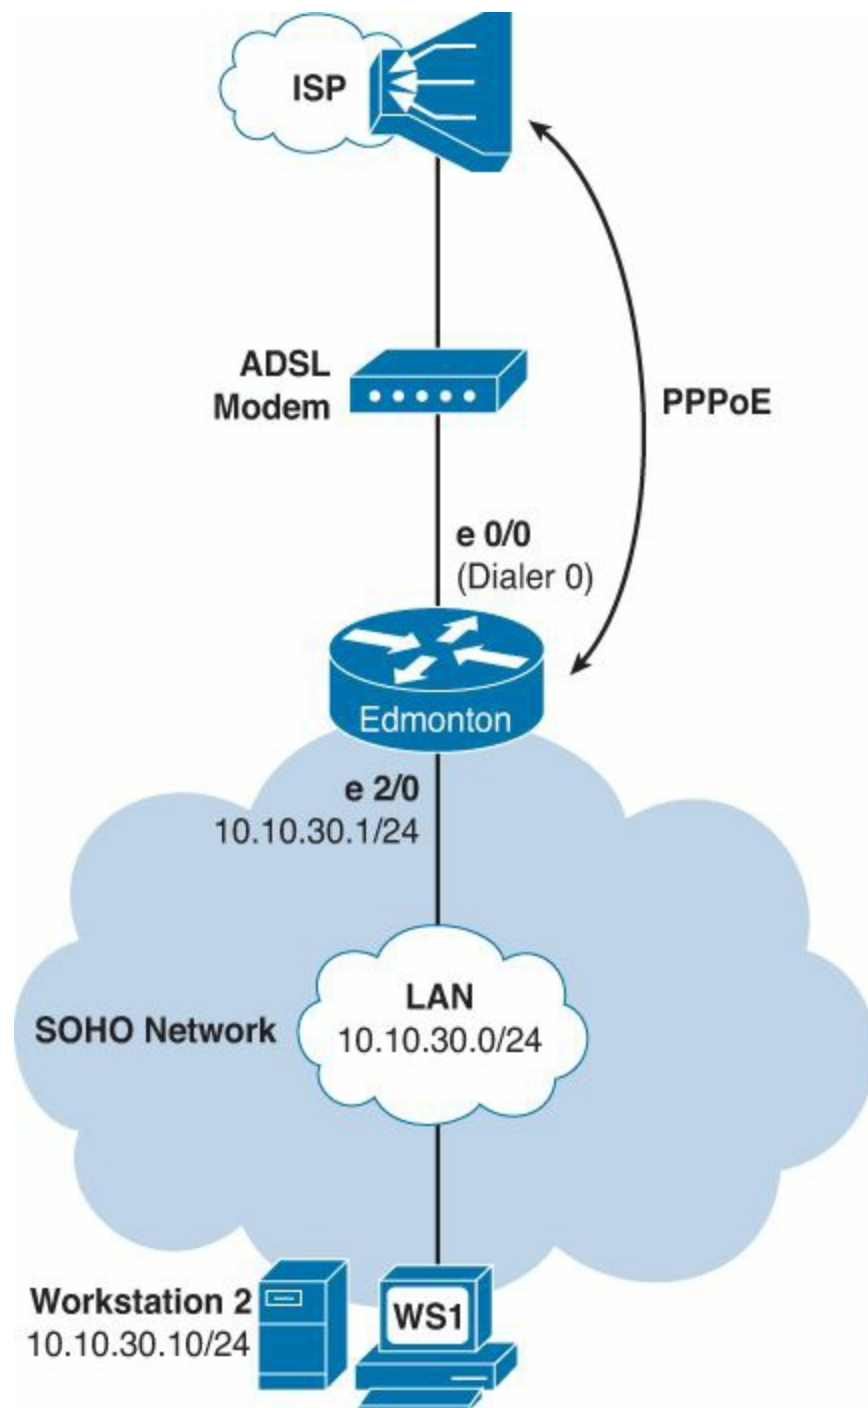 ISP
ADSL
Modem
PPPoE
e 0/0
(Dialer 0)
Edmonton
e 2/0
10.10.30.1/24
LAN
10.10.30.0/24
SOHO Network
Workstation 2
10.10.30.10/24
WS1